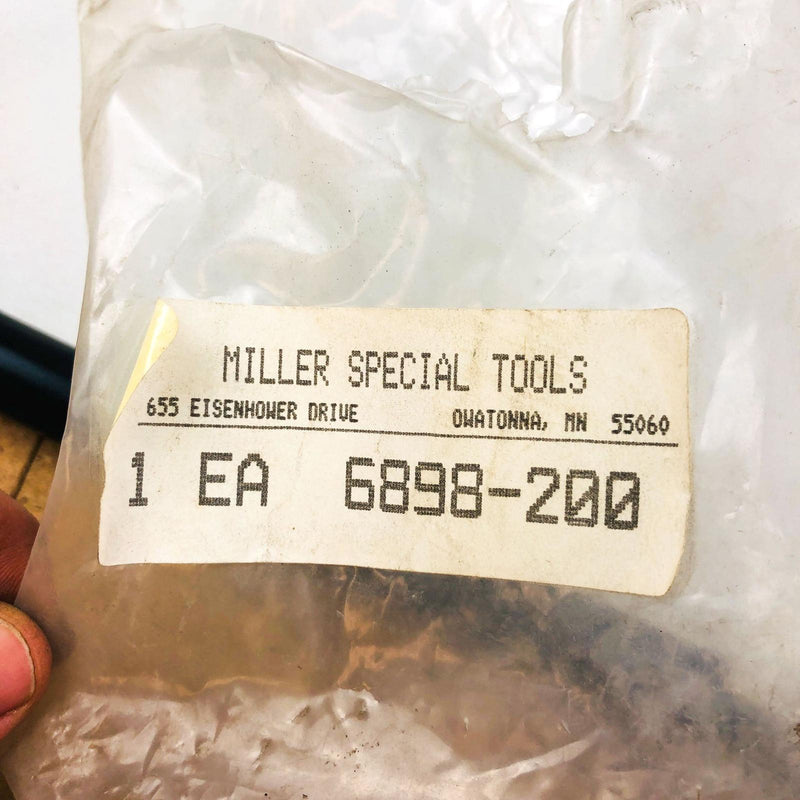 MILLER SPECIAL TOOLS
655 EISENHOWER DRIVE OWATONNA, MN 55060
1 EA 6898-200